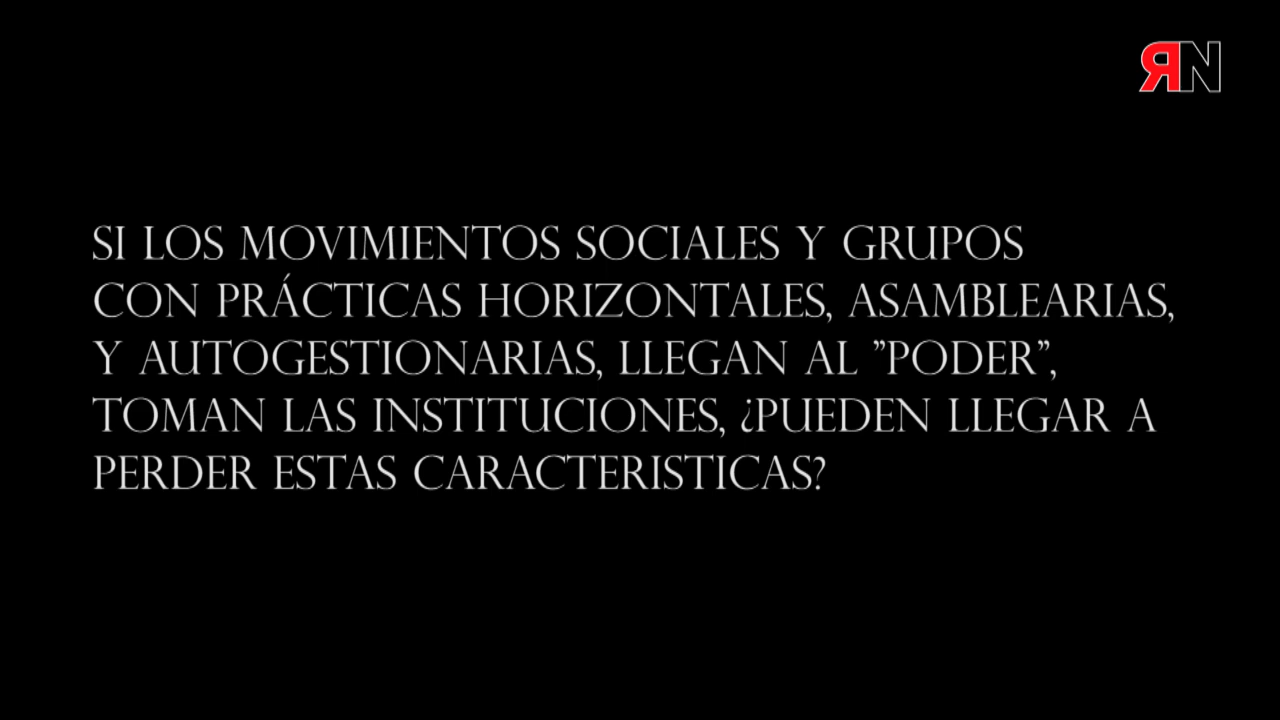 ЯN
SI LOS MOVIMIENTOS SOCIALES Y GRUPOS
CON PRÁCTICAS HORIZONTALES, ASAMBLEARIAS,
Y AUTOGESTIONARIAS, LLEGAN AL ”PODER”,
TOMAN LAS INSTITUCIONES, ¿PUEDEN LLEGAR A
PERDER ESTAS CARACTERISTICAS?